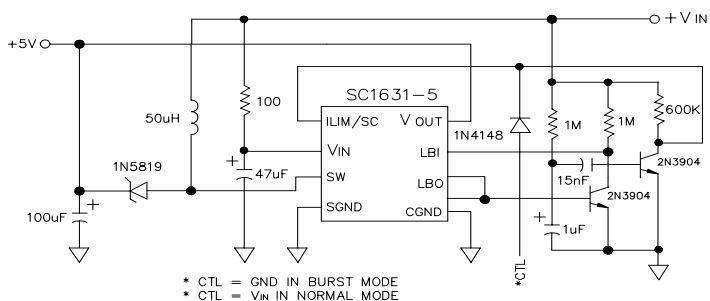 +VIN
+5V
SC1631-5
100
50uH
ILIM/SC
VOUT
1N4148
1M
1M
600K
VIN
LBI
2N3904
1N5819
47uF
SW
LBO
15nF
2N3904
100uF
SGND
CGND
1uF
*CTL
* CTL = GND IN BURST MODE
* CTL = VIN IN NORMAL MODE